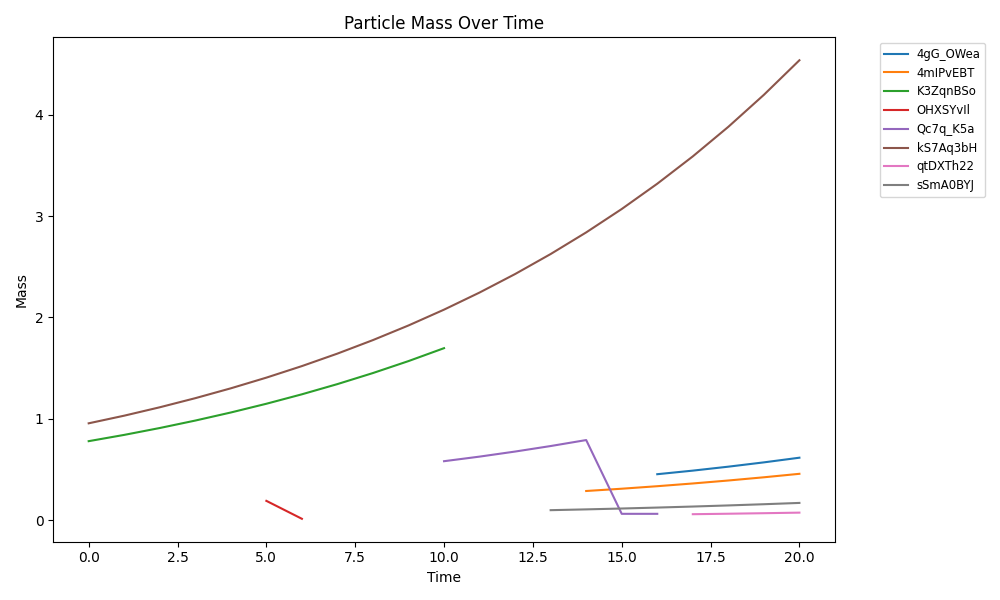 Particle Mass Over Time
Mass
4
3
2
1
0
0.0 2.5 5.0 7.5 10.0 12.5 15.0 17.5 20.0
Time
4gG_OWea
4mIPvEBT
K3ZqnBSo
OHXSYvIl
Qc7q_K5a
kS7Aq3bH
qtDXTh22
sSmA0BYJ